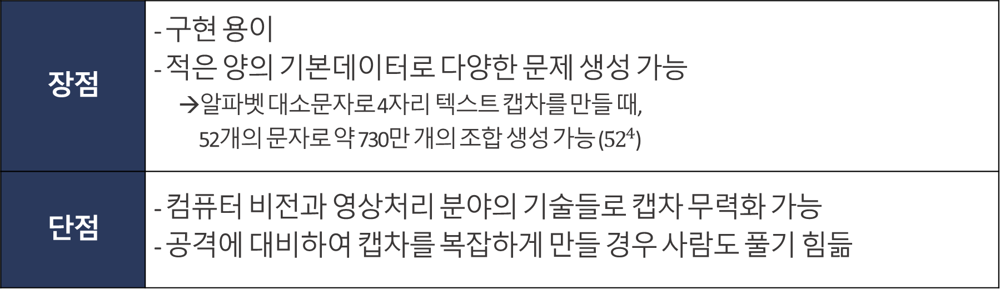 장점
- 구현 용이
- 적은 양의 기본데이터로 다양한 문제 생성 가능
→알파벳 대소문자로 4자리 텍스트 캡차를 만들 때,
52개의 문자로 약 730만 개의 조합 생성 가능 (52⁴)
단점
- 컴퓨터 비전과 영상처리 분야의 기술들로 캡차 무력화 가능
- 공격에 대비하여 캡차를 복잡하게 만들 경우 사람도 풀기 힘듦